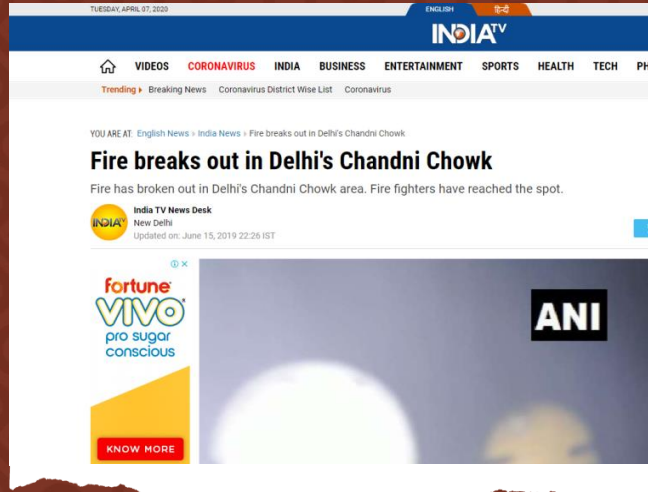 TUESDAY, APRIL 07, 2020
ENGLISH हिन्दी
INDIA TV
VIDEOS CORONAVIRUS INDIA BUSINESS ENTERTAINMENT SPORTS HEALTH TECH PH
Trending Breaking News Coronavirus District Wise List Coronavirus
YOU ARE AT: English News » India News » Fire breaks out in Delhi's Chandni Chowk
Fire breaks out in Delhi's Chandni Chowk
Fire has broken out in Delhi's Chandni Chowk area. Fire fighters have reached the spot.
India TV News Desk
INDIA TV New Delhi
Updated on: June 15, 2019 22:26 IST
fortune
VIVO
pro sugar
conscious
ANI
KNOW MORE